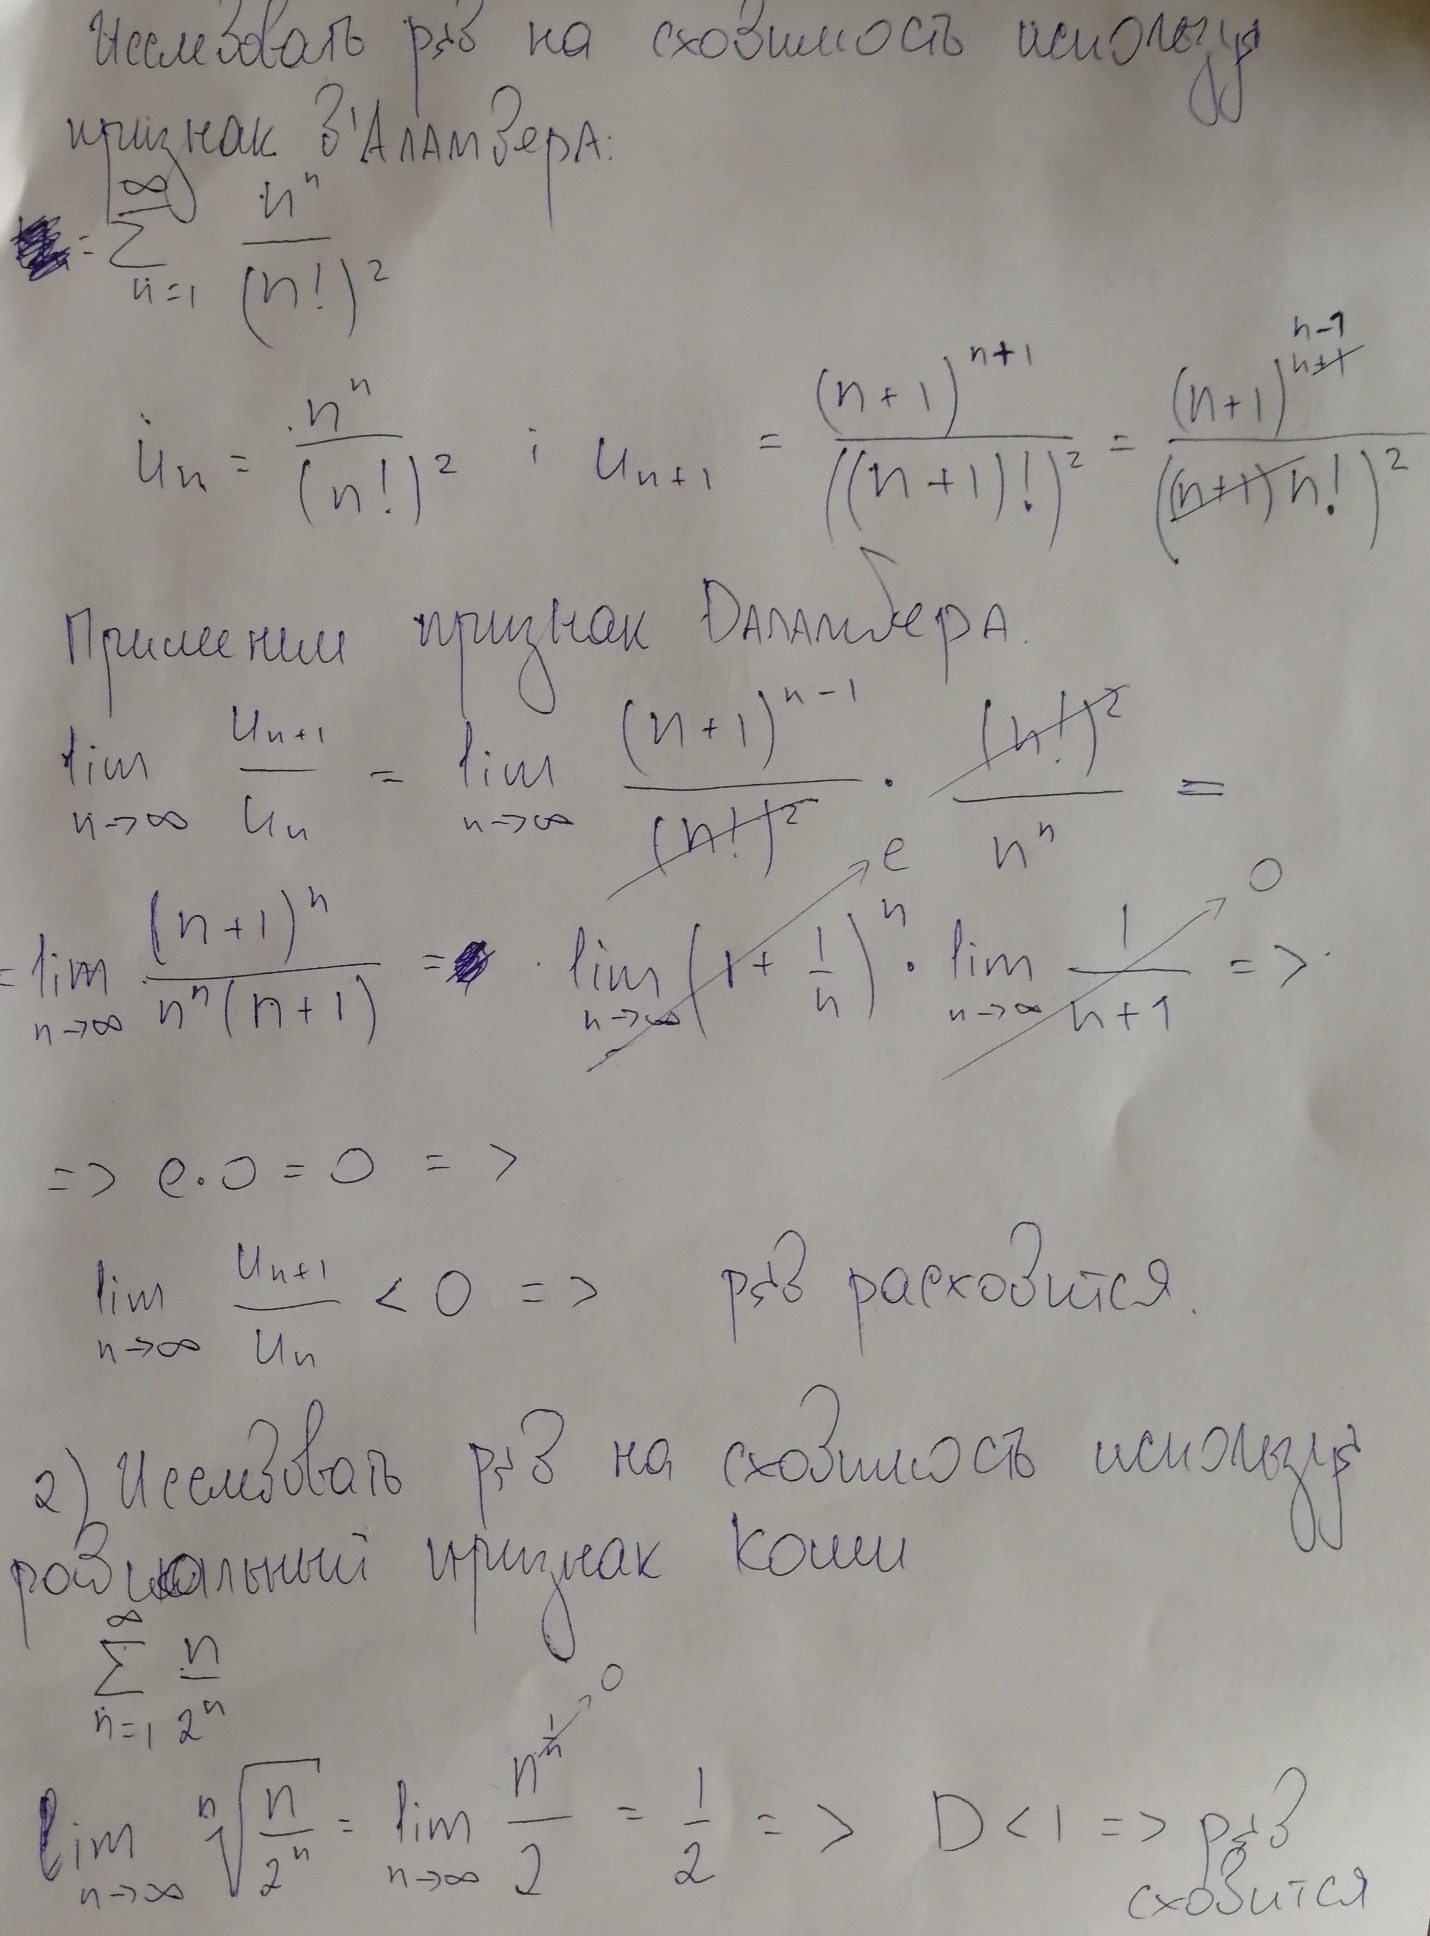 Исследовать ряд на сходимость используя
признак д'Аламбера:
= ∑_{n=1}^{∞} n^n / (n!)^2
u_n = n^n / (n!)^2 ; u_{n+1} = (n+1)^{n+1} / ((n+1)!)^2 = (n+1)^{n+1 n-1} / ((n+1) n!)^2
Применим признак Даламбера.
lim_{n→∞} u_{n+1} / u_n = lim_{n→∞} (n+1)^{n-1} / (n!)^2 · (n!)^2 / n^n =
= lim_{n→∞} (n+1)^n / n^n (n+1) = · lim_{n→∞} (1 + 1/n)^n → e · lim_{n→∞} 1 / n+1 → 0 =>
=> e·0 = 0 =>
lim_{n→∞} u_{n+1} / u_n < 0 => ряд расходится.
2) Исследовать ряд на сходимость используя
радикальный признак Коши
∑_{n=1}^{∞} n / 2^n
lim_{n→∞} ⁿ√(n / 2^n) = lim_{n→∞} n^{1/n → 0} / 2 = 1/2 => D < 1 => ряд
сходится